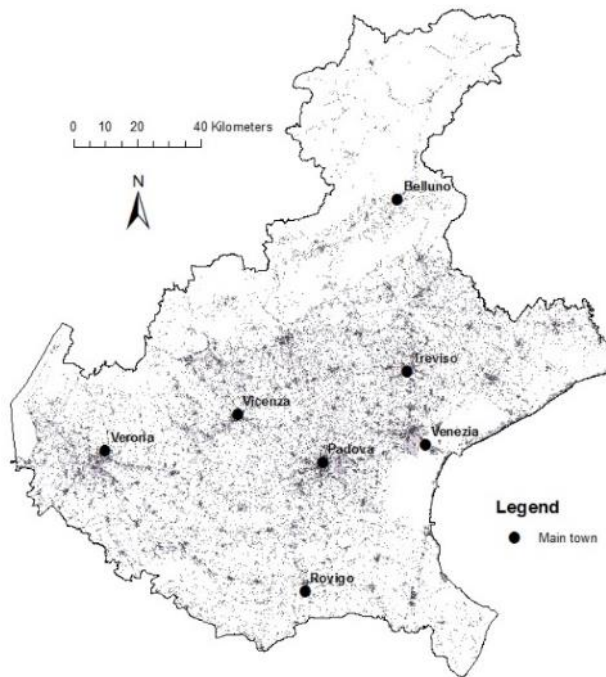 0 10 20 40 Kilometers
N
Belluno
Treviso
Vicenza
Verona
Venezia
Padova
Legend
Main town
Rovigo